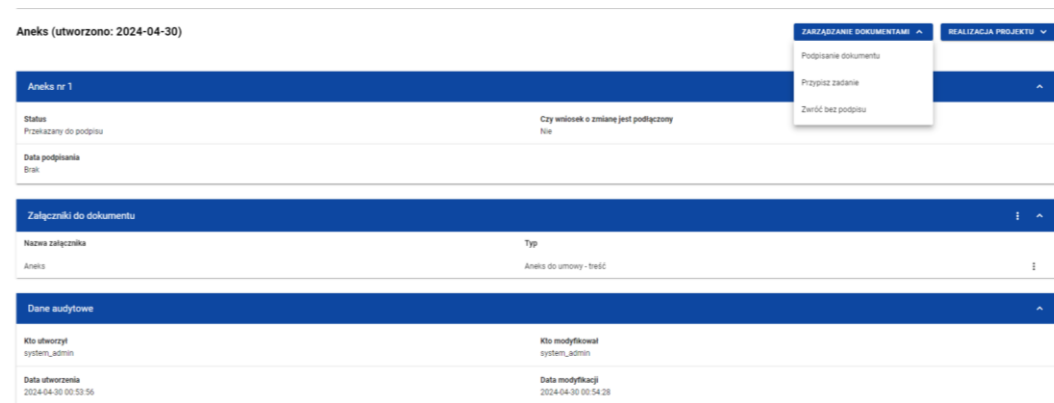 Aneks (utworzono: 2024-04-30)
ZARZĄDZANIE DOKUMENTAMI
REALIZACJA PROJEKTU
Podpisanie dokumentu
Przypisz zadanie
Zwróć bez podpisu
Aneks nr 1
Status
Czy wniosek o zmianę jest podłączony
Przekazany do podpisu
Nie
Data podpisania
Brak
Załączniki do dokumentu
Nazwa załącznika
Typ
Aneks
Aneks do umowy - treść
Dane audytowe
Kto utworzył
Kto modyfikował
system_admin
system_admin
Data utworzenia
Data modyfikacji
2024-04-30 00:53:56
2024-04-30 00:54:28